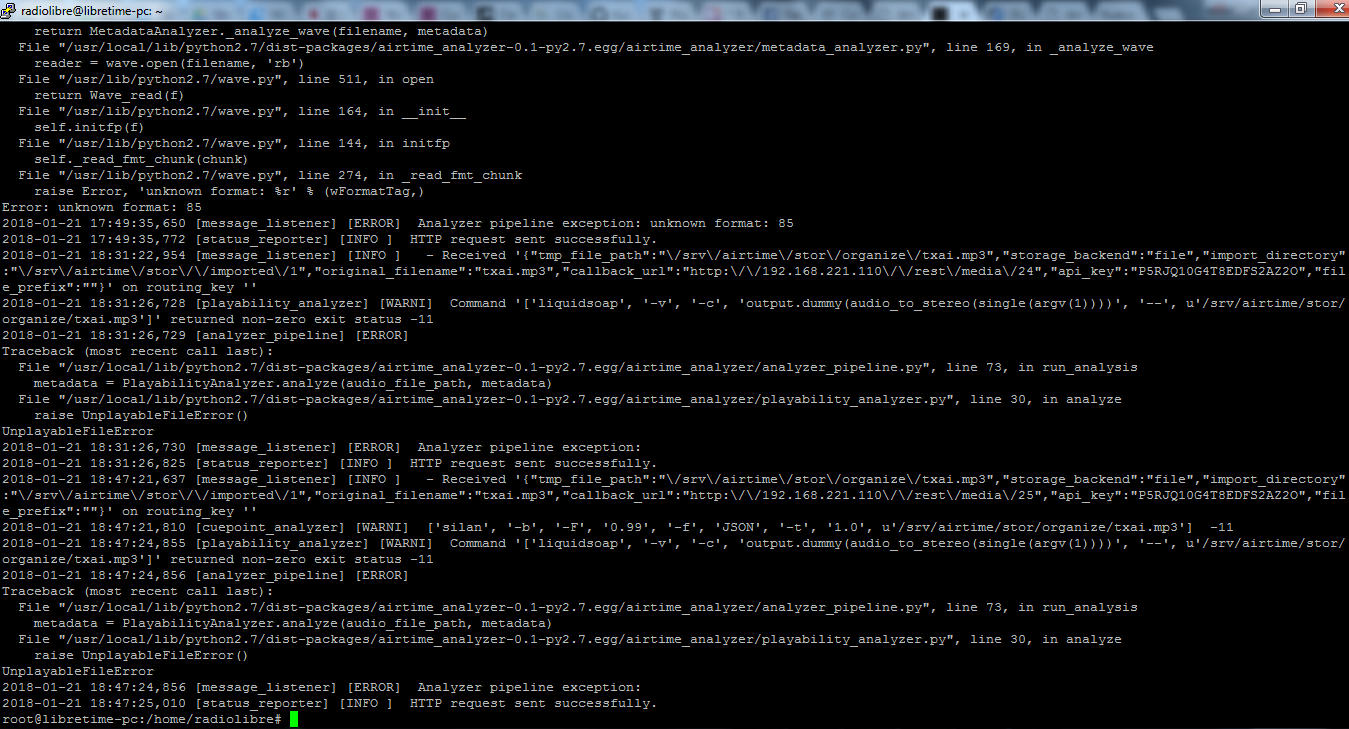 radiolibre@libretime-pc: ~
    return MetadataAnalyzer._analyze_wave(filename, metadata)
  File "/usr/local/lib/python2.7/dist-packages/airtime_analyzer-0.1-py2.7.egg/airtime_analyzer/metadata_analyzer.py", line 169, in _analyze_wave
    reader = wave.open(filename, 'rb')
  File "/usr/lib/python2.7/wave.py", line 511, in open
    return Wave_read(f)
  File "/usr/lib/python2.7/wave.py", line 164, in __init__
    self.initfp(f)
  File "/usr/lib/python2.7/wave.py", line 144, in initfp
    self._read_fmt_chunk(chunk)
  File "/usr/lib/python2.7/wave.py", line 274, in _read_fmt_chunk
    raise Error, 'unknown format: %r' % (wFormatTag,)
Error: unknown format: 85
2018-01-21 17:49:35,650 [message_listener] [ERROR]  Analyzer pipeline exception: unknown format: 85
2018-01-21 17:49:35,772 [status_reporter] [INFO ]  HTTP request sent successfully.
2018-01-21 18:31:22,954 [message_listener] [INFO ]   - Received '{"tmp_file_path":"\/srv\/airtime\/stor\/organize\/txai.mp3","storage_backend":"file","import_directory"
:"\/srv\/airtime\/stor\/\/imported\/1","original_filename":"txai.mp3","callback_url":"http:\/\/192.168.221.110\/\/rest\/media\/24","api_key":"P5RJQ10G4T8EDFS2AZ2O","fil
e_prefix":""}' on routing_key ''
2018-01-21 18:31:26,728 [playability_analyzer] [WARNI]  Command '['liquidsoap', '-v', '-c', 'output.dummy(audio_to_stereo(single(argv(1))))', '--', u'/srv/airtime/stor/
organize/txai.mp3']' returned non-zero exit status -11
2018-01-21 18:31:26,729 [analyzer_pipeline] [ERROR]
Traceback (most recent call last):
  File "/usr/local/lib/python2.7/dist-packages/airtime_analyzer-0.1-py2.7.egg/airtime_analyzer/analyzer_pipeline.py", line 73, in run_analysis
    metadata = PlayabilityAnalyzer.analyze(audio_file_path, metadata)
  File "/usr/local/lib/python2.7/dist-packages/airtime_analyzer-0.1-py2.7.egg/airtime_analyzer/playability_analyzer.py", line 30, in analyze
    raise UnplayableFileError()
UnplayableFileError
2018-01-21 18:31:26,730 [message_listener] [ERROR]  Analyzer pipeline exception:
2018-01-21 18:31:26,825 [status_reporter] [INFO ]  HTTP request sent successfully.
2018-01-21 18:47:21,637 [message_listener] [INFO ]   - Received '{"tmp_file_path":"\/srv\/airtime\/stor\/organize\/txai.mp3","storage_backend":"file","import_directory"
:"\/srv\/airtime\/stor\/\/imported\/1","original_filename":"txai.mp3","callback_url":"http:\/\/192.168.221.110\/\/rest\/media\/25","api_key":"P5RJQ10G4T8EDFS2AZ2O","fil
e_prefix":""}' on routing_key ''
2018-01-21 18:47:21,810 [cuepoint_analyzer] [WARNI]  ['silan', '-b', '-F', '0.99', '-f', 'JSON', '-t', '1.0', u'/srv/airtime/stor/organize/txai.mp3']  -11
2018-01-21 18:47:24,855 [playability_analyzer] [WARNI]  Command '['liquidsoap', '-v', '-c', 'output.dummy(audio_to_stereo(single(argv(1))))', '--', u'/srv/airtime/stor/
organize/txai.mp3']' returned non-zero exit status -11
2018-01-21 18:47:24,856 [analyzer_pipeline] [ERROR]
Traceback (most recent call last):
  File "/usr/local/lib/python2.7/dist-packages/airtime_analyzer-0.1-py2.7.egg/airtime_analyzer/analyzer_pipeline.py", line 73, in run_analysis
    metadata = PlayabilityAnalyzer.analyze(audio_file_path, metadata)
  File "/usr/local/lib/python2.7/dist-packages/airtime_analyzer-0.1-py2.7.egg/airtime_analyzer/playability_analyzer.py", line 30, in analyze
    raise UnplayableFileError()
UnplayableFileError
2018-01-21 18:47:24,856 [message_listener] [ERROR]  Analyzer pipeline exception:
2018-01-21 18:47:25,010 [status_reporter] [INFO ]  HTTP request sent successfully.
root@libretime-pc:/home/radiolibre#